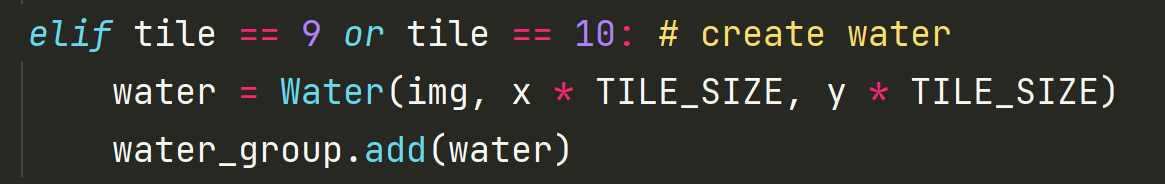 elif tile == 9 or tile == 10: # create water
    water = Water(img, x * TILE_SIZE, y * TILE_SIZE)
    water_group.add(water)